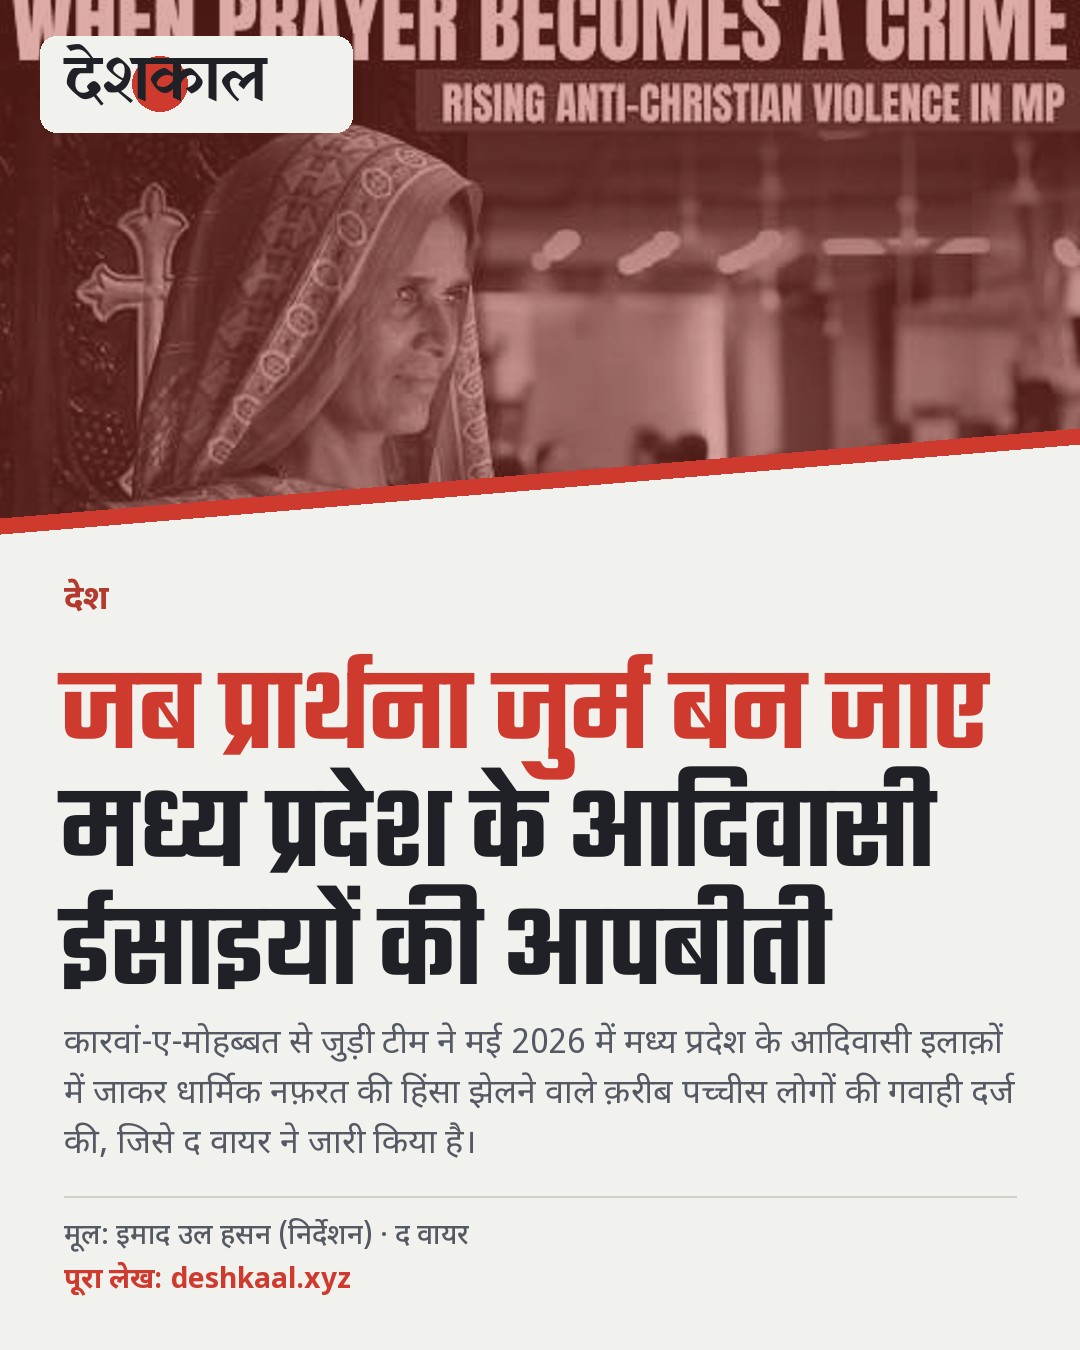 WHEN PRAYER BECOMES A CRIME
देशकाल
RISING ANTI-CHRISTIAN VIOLENCE IN MP
देश
जब प्रार्थना जुर्म बन जाए
मध्य प्रदेश के आदिवासी
ईसाइयों की आपबीती
कारवां-ए-मोहब्बत से जुड़ी टीम ने मई 2026 में मध्य प्रदेश के आदिवासी इलाक़ों
में जाकर धार्मिक नफ़रत की हिंसा झेलने वाले क़रीब पच्चीस लोगों की गवाही दर्ज
की, जिसे द वायर ने जारी किया है।
मूल: इमाद उल हसन (निर्देशन) · द वायर
पूरा लेख: deshkaal.xyz